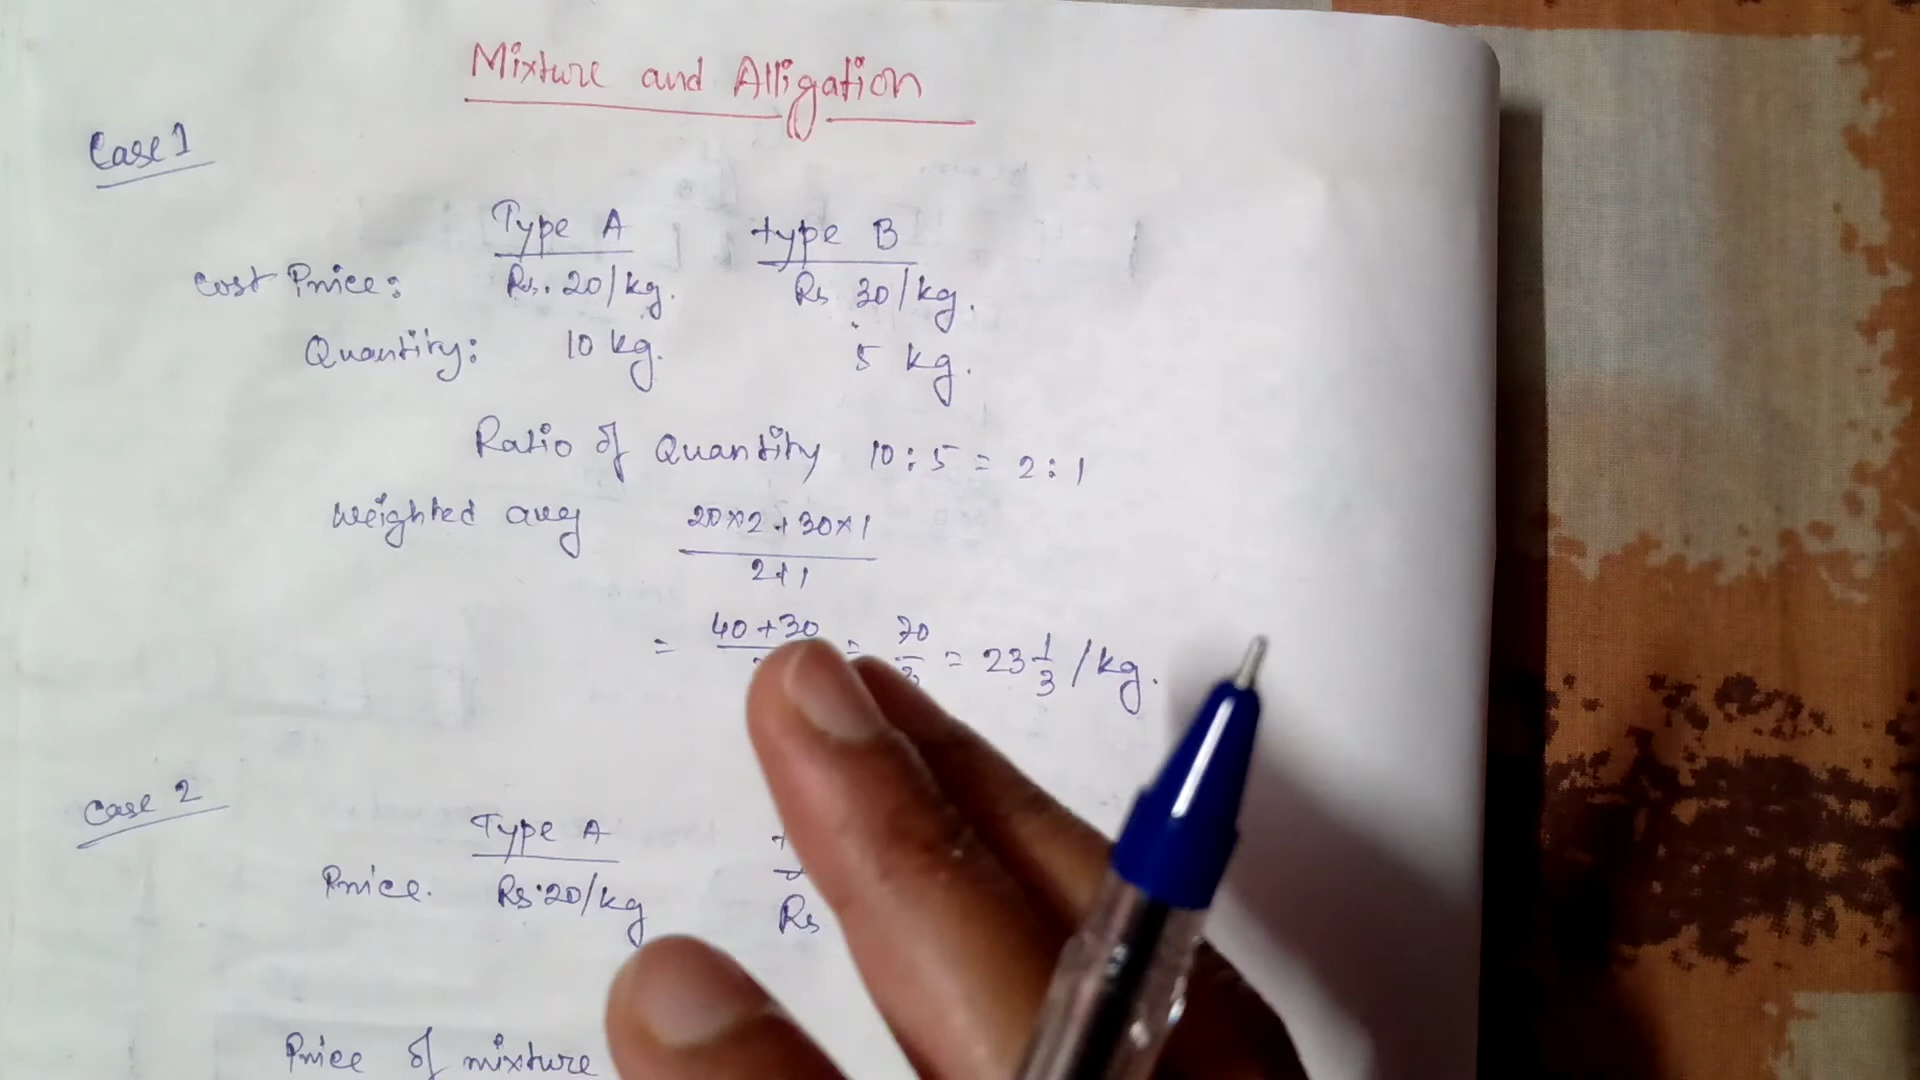 Mixture and Alligation
Case 1
Type A type B
Cost Price: Rs. 20/kg. Rs 30/kg.
Quantity: 10 kg. 5 kg.
Ratio of Quantity 10:5 = 2:1
Weighted avg 20×2+30×1
2+1
= 40+30 = 70/3 = 23 1/3 /kg.
Case 2
Type A
Price. Rs. 20/kg Rs
Price of mixture